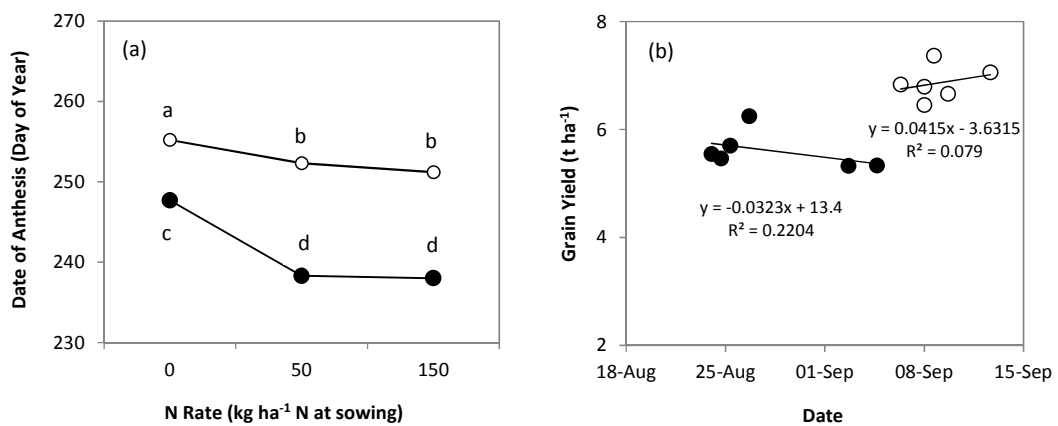 (a)
Date of Anthesis (Day of Year)
270
260
250
240
230
a
b
b
c
d
d
0
50
150
N Rate (kg ha⁻¹ N at sowing)
(b)
Grain Yield (t ha⁻¹)
8
6
4
2
y = 0.0415x - 3.6315
R² = 0.079
y = -0.0323x + 13.4
R² = 0.2204
18-Aug
25-Aug
01-Sep
08-Sep
15-Sep
Date